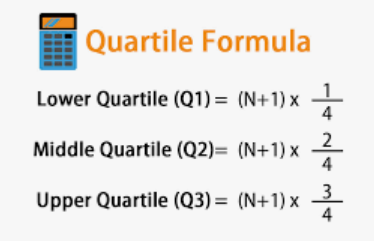 Quartile Formula
Lower Quartile (Q1) = (N+1) x 1/4
Middle Quartile (Q2)= (N+1) x 2/4
Upper Quartile (Q3) = (N+1) x 3/4